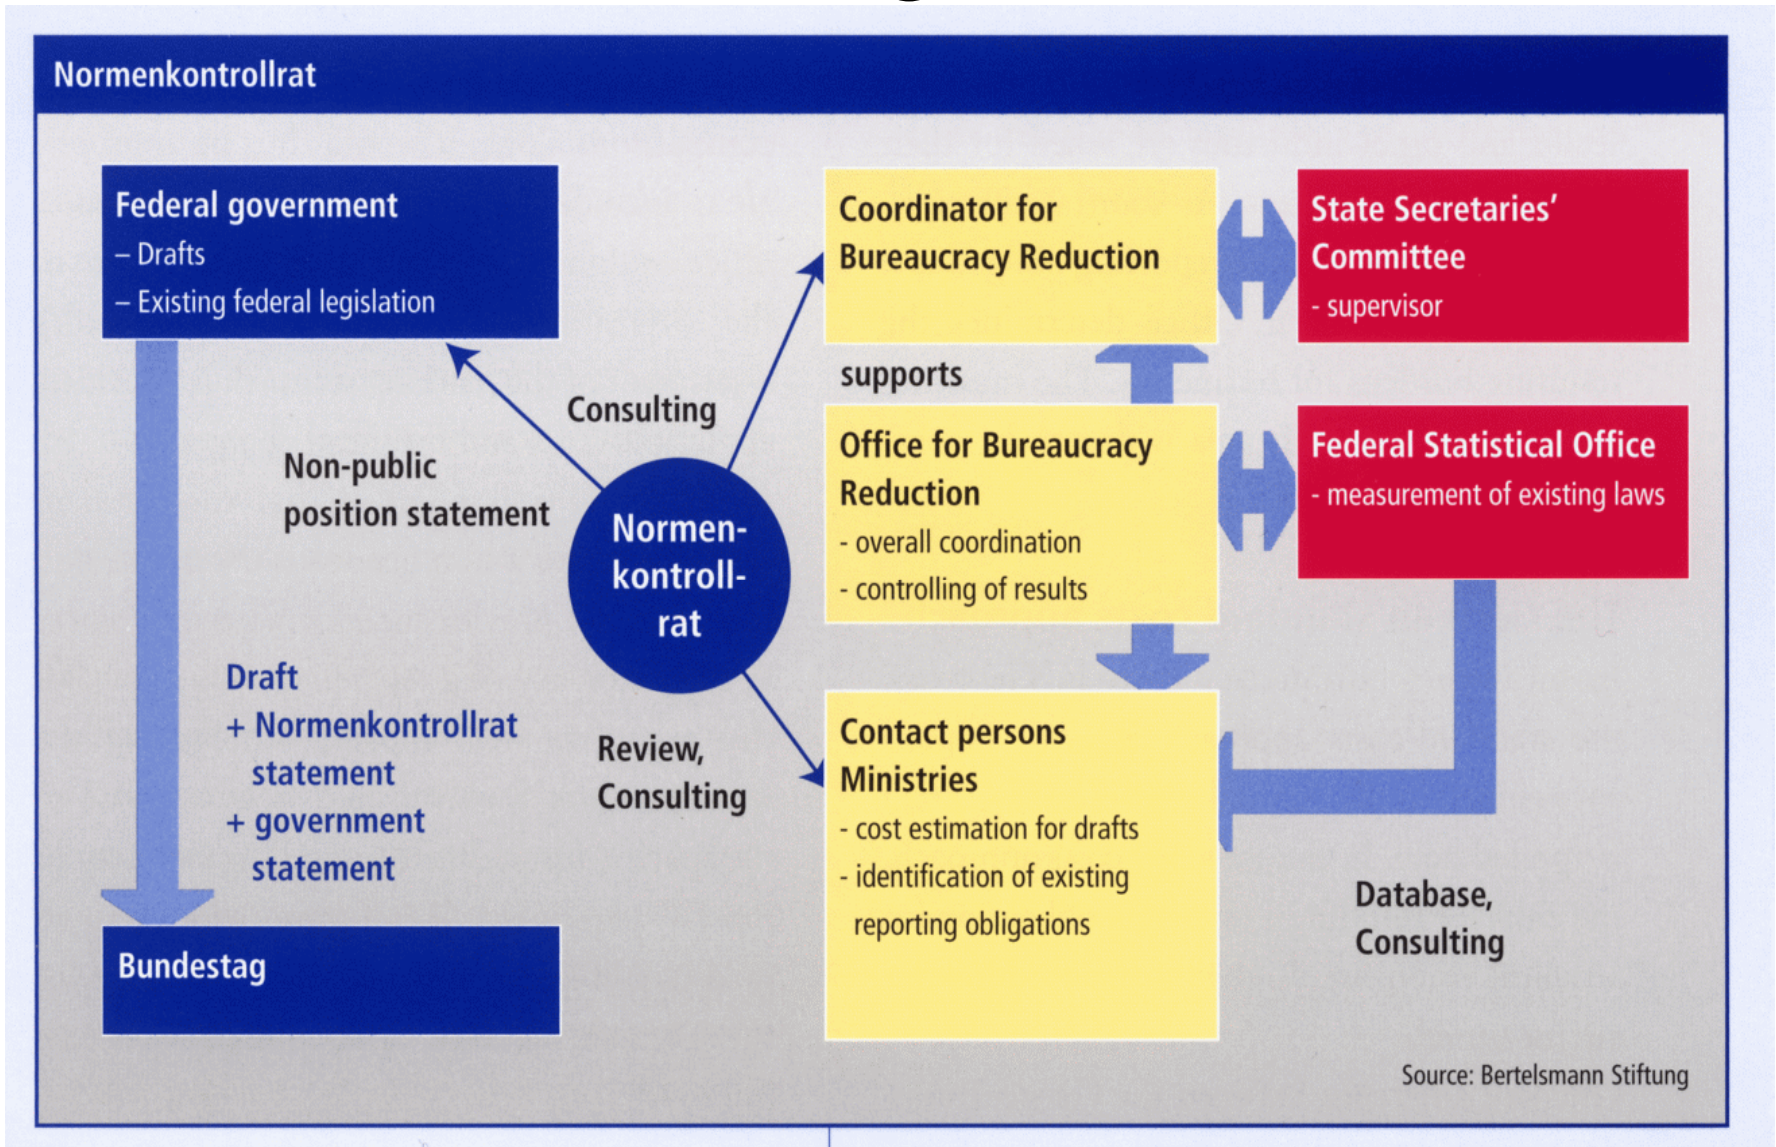 Normenkontrollrat
Federal government
– Drafts
– Existing federal legislation
Coordinator for
Bureaucracy Reduction
State Secretaries’
Committee
- supervisor
supports
Consulting
Non-public
position statement
Normen-
kontroll-
rat
Office for Bureaucracy
Reduction
- overall coordination
- controlling of results
Federal Statistical Office
- measurement of existing laws
Draft
+ Normenkontrollrat
statement
+ government
statement
Review,
Consulting
Contact persons
Ministries
- cost estimation for drafts
- identification of existing
reporting obligations
Database,
Consulting
Bundestag
Source: Bertelsmann Stiftung